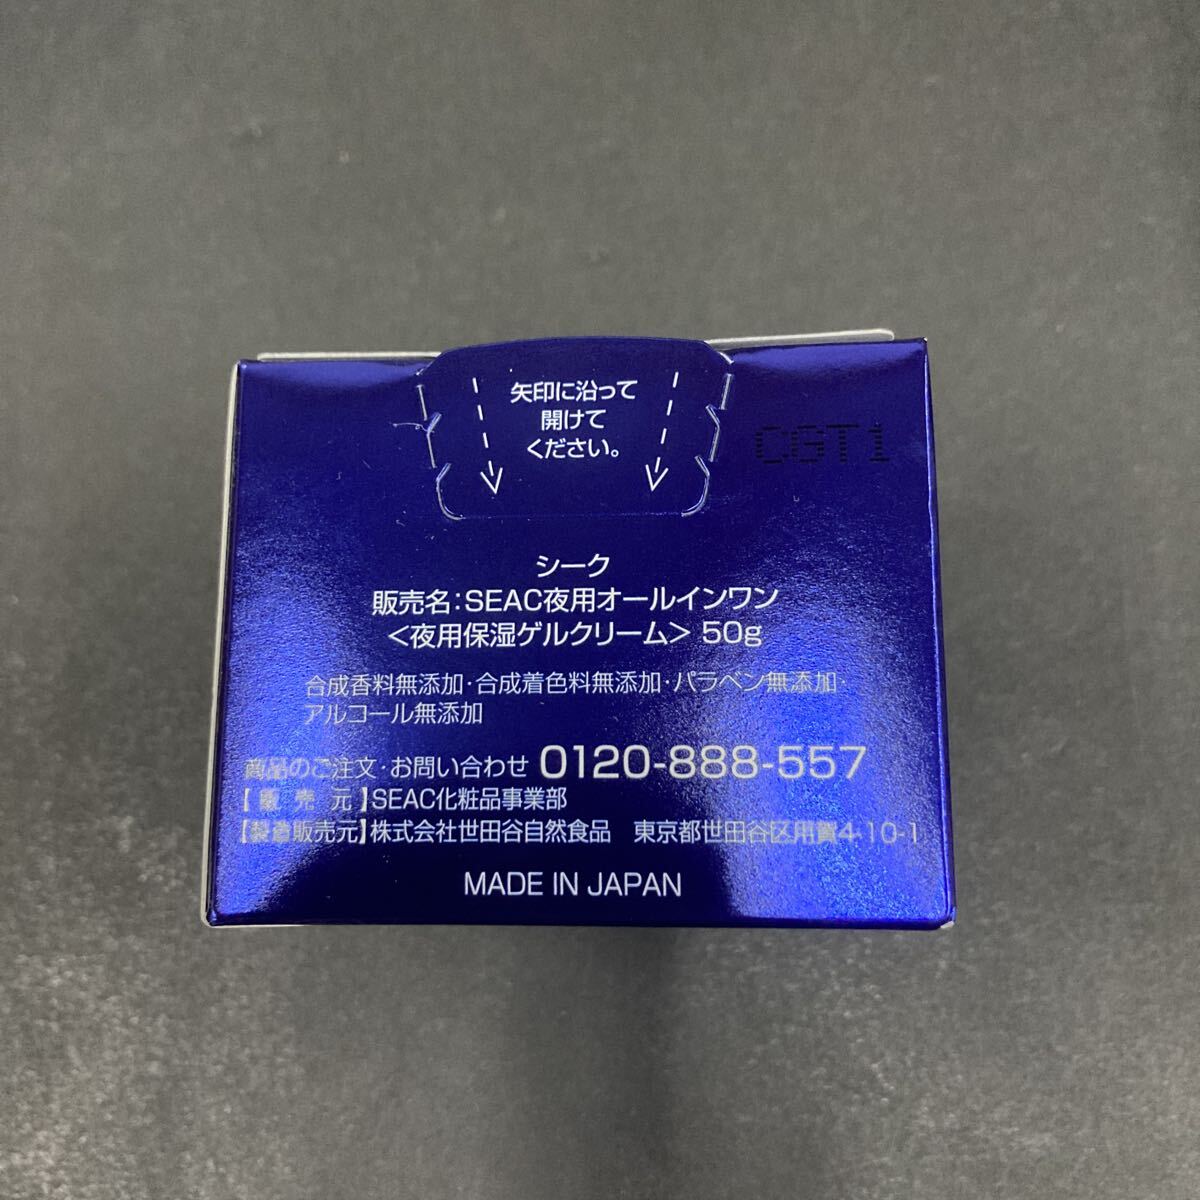 矢印に沿って
開けて
ください。
CGT1
シーク
販売名:SEAC夜用オールインワン
<夜用保湿ゲルクリーム> 50g
合成香料無添加・合成着色料無添加・パラベン無添加・
アルコール無添加
商品のご注文・お問い合わせ 0120-888-557
【販売元】SEAC化粧品事業部
【製造販売元】株式会社世田谷自然食品 東京都世田谷区用賀4-10-1
MADE IN JAPAN